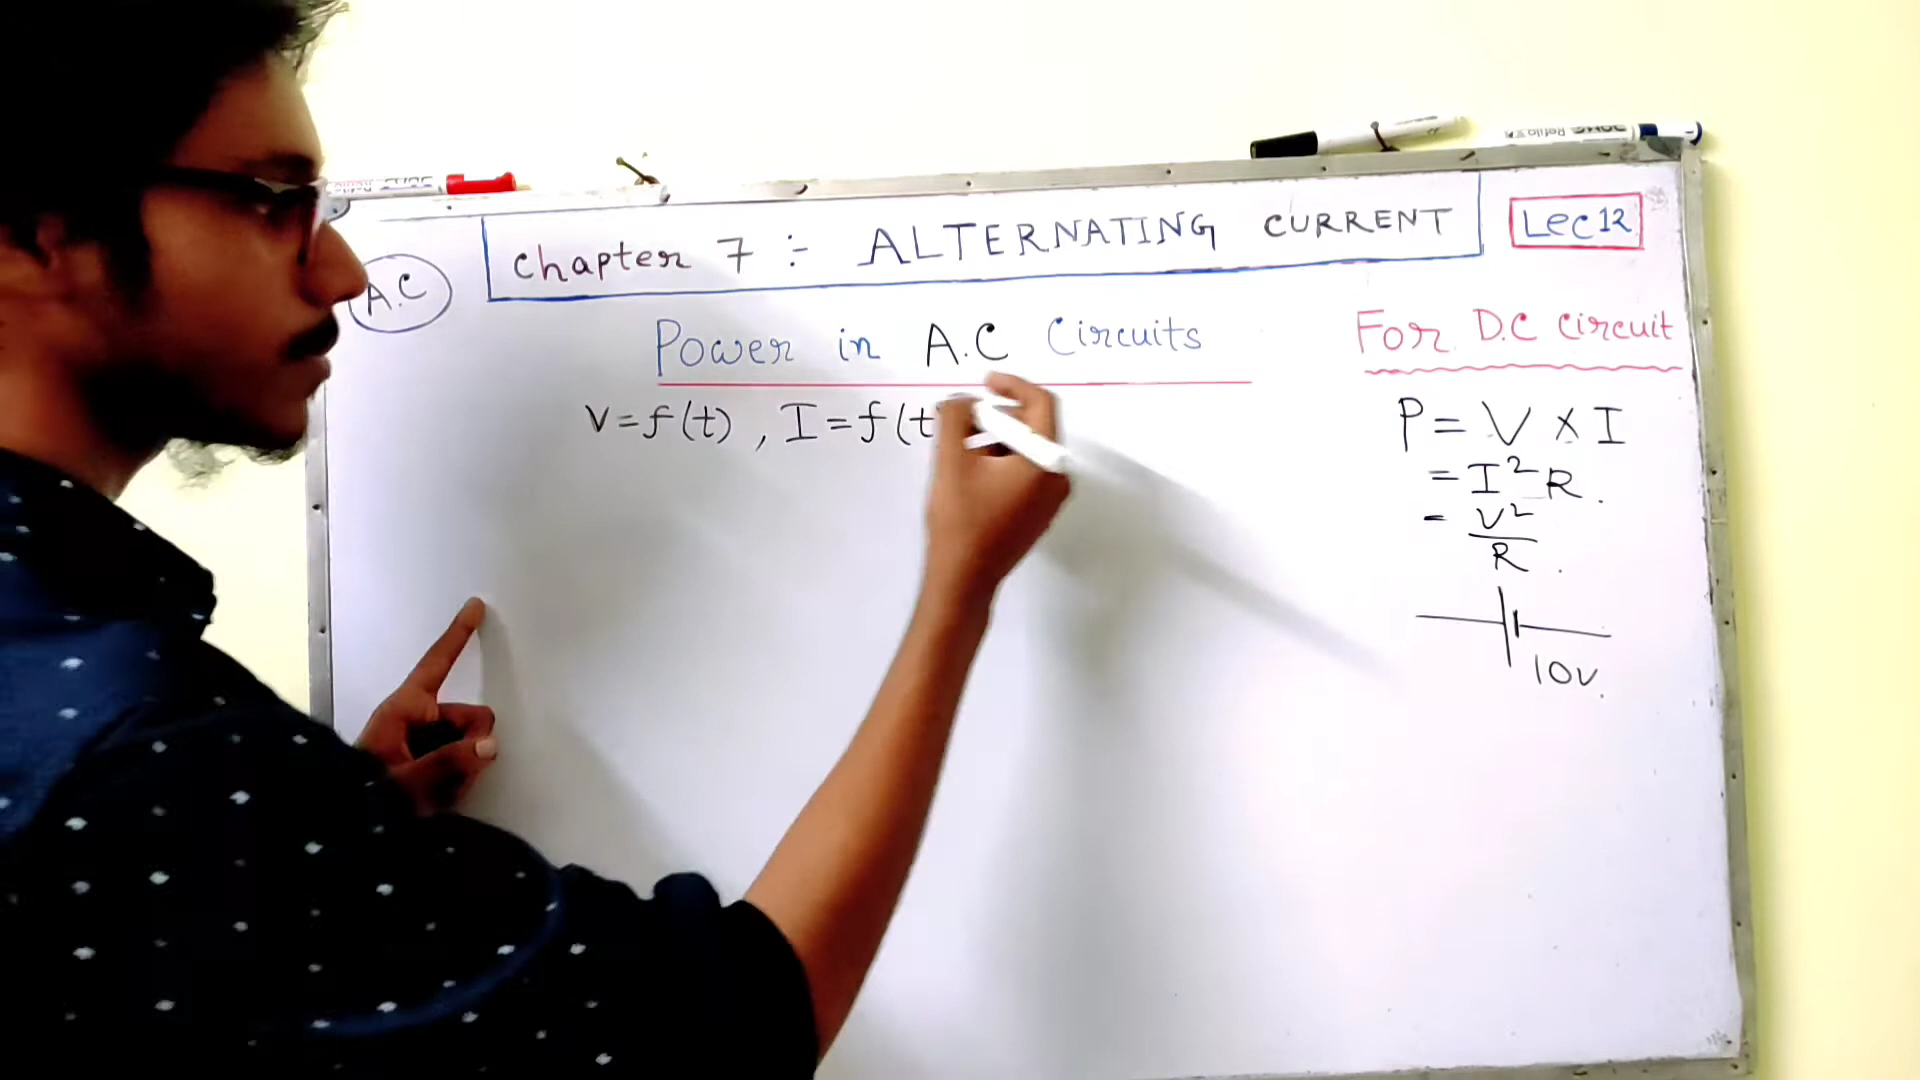 Chapter 7 :- ALTERNATING CURRENT
Lec 12
A.C
Power in A.C Circuits
V=f(t), I=f(t
For D.C circuit
P= V x I
= I²R.
= V²/R.
10V.